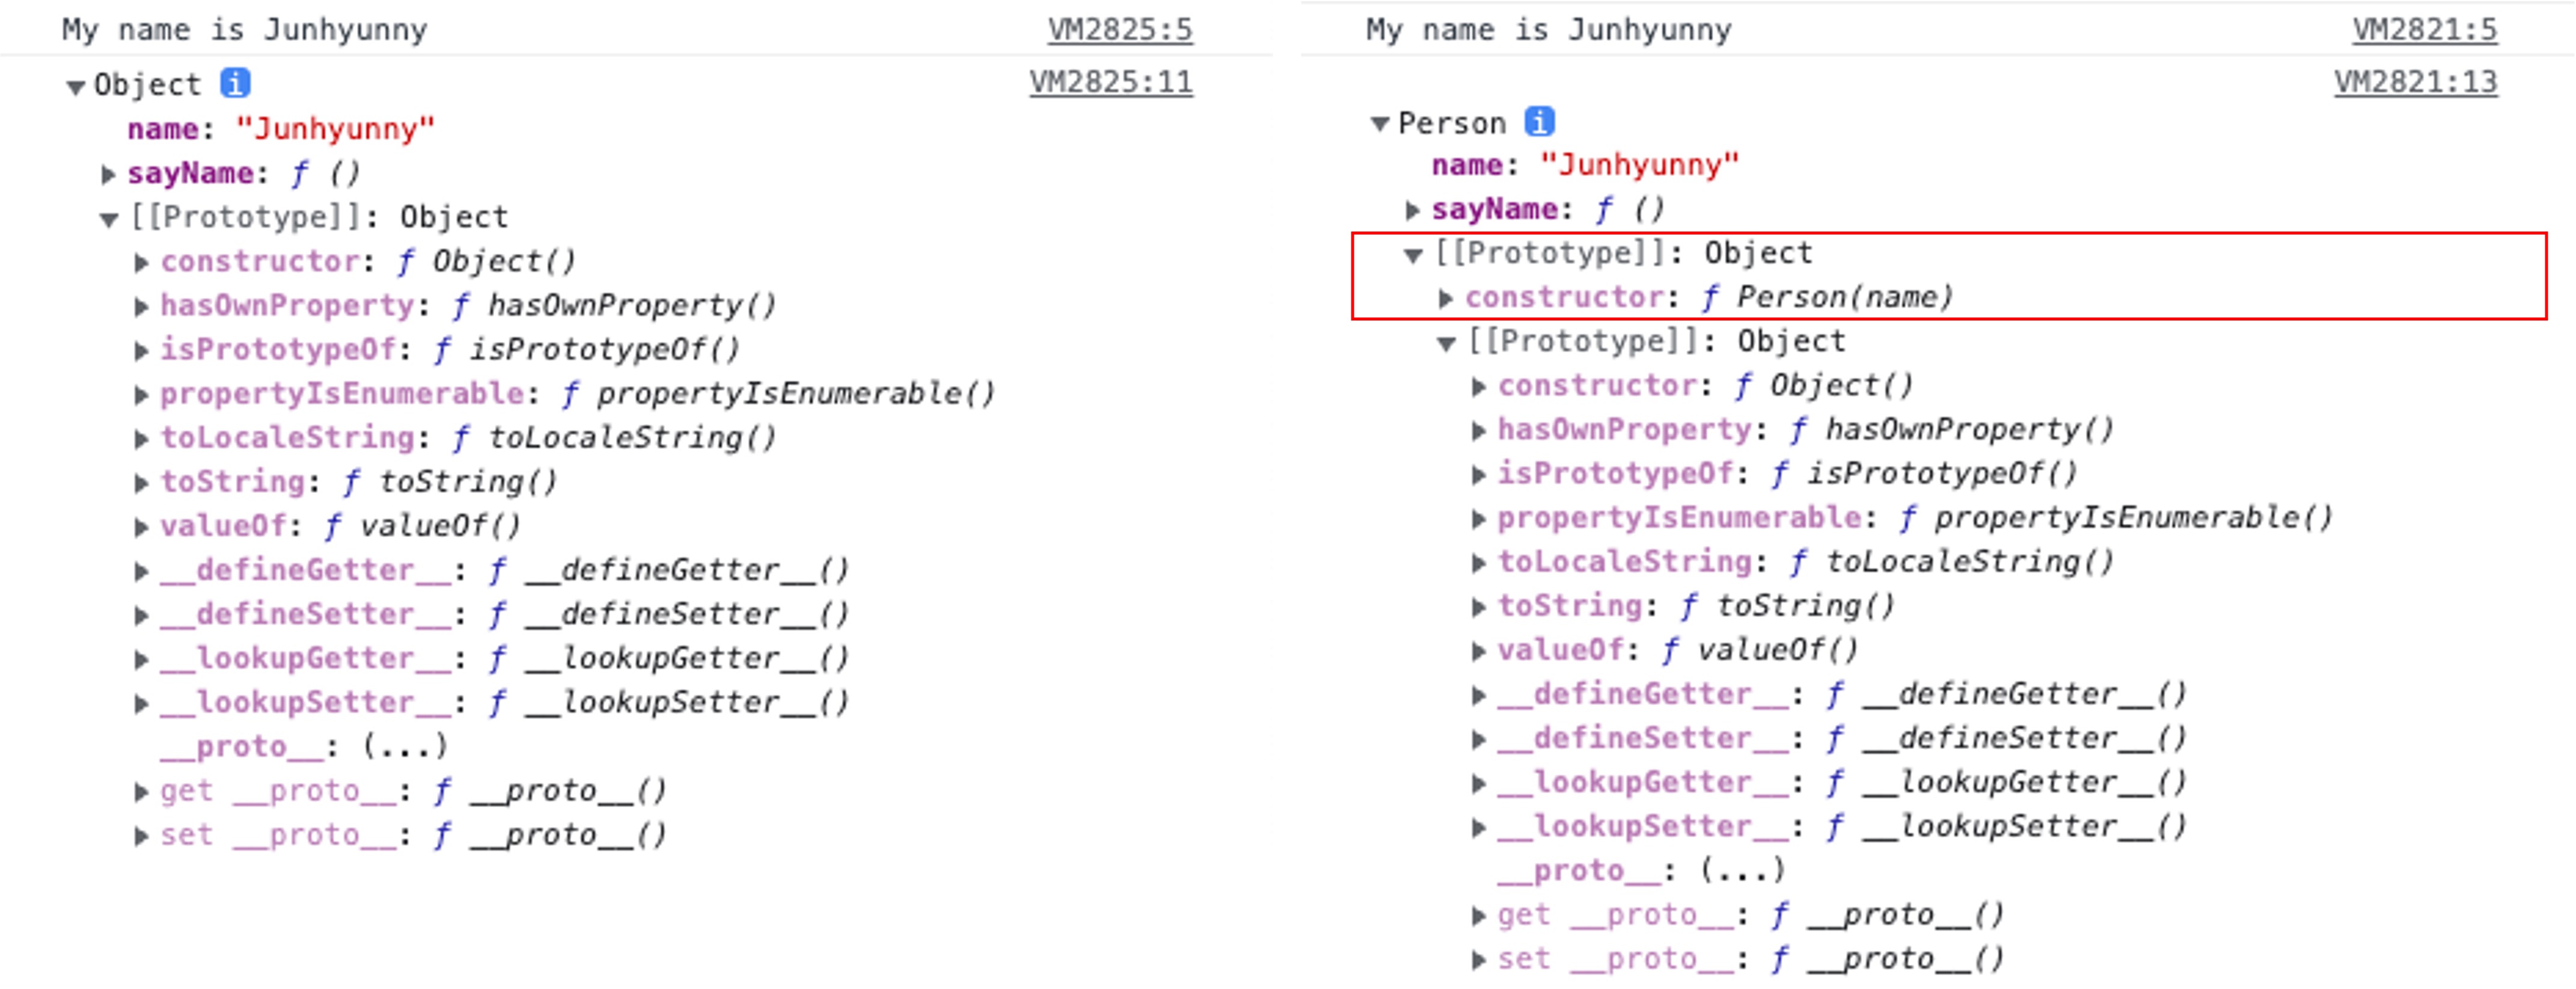 My name is Junhyunny VM2825:5
Object i VM2825:11
name: "Junhyunny"
sayName: ƒ ()
[[Prototype]]: Object
constructor: ƒ Object()
hasOwnProperty: ƒ hasOwnProperty()
isPrototypeOf: ƒ isPrototypeOf()
propertyIsEnumerable: ƒ propertyIsEnumerable()
toLocaleString: ƒ toLocaleString()
toString: ƒ toString()
valueOf: ƒ valueOf()
__defineGetter__: ƒ __defineGetter__()
__defineSetter__: ƒ __defineSetter__()
__lookupGetter__: ƒ __lookupGetter__()
__lookupSetter__: ƒ __lookupSetter__()
__proto__: (...)
get __proto__: ƒ __proto__()
set __proto__: ƒ __proto__()
My name is Junhyunny VM2821:5
VM2821:13
Person i
name: "Junhyunny"
sayName: ƒ ()
[[Prototype]]: Object
constructor: ƒ Person(name)
[[Prototype]]: Object
constructor: ƒ Object()
hasOwnProperty: ƒ hasOwnProperty()
isPrototypeOf: ƒ isPrototypeOf()
propertyIsEnumerable: ƒ propertyIsEnumerable()
toLocaleString: ƒ toLocaleString()
toString: ƒ toString()
valueOf: ƒ valueOf()
__defineGetter__: ƒ __defineGetter__()
__defineSetter__: ƒ __defineSetter__()
__lookupGetter__: ƒ __lookupGetter__()
__lookupSetter__: ƒ __lookupSetter__()
__proto__: (...)
get __proto__: ƒ __proto__()
set __proto__: ƒ __proto__()